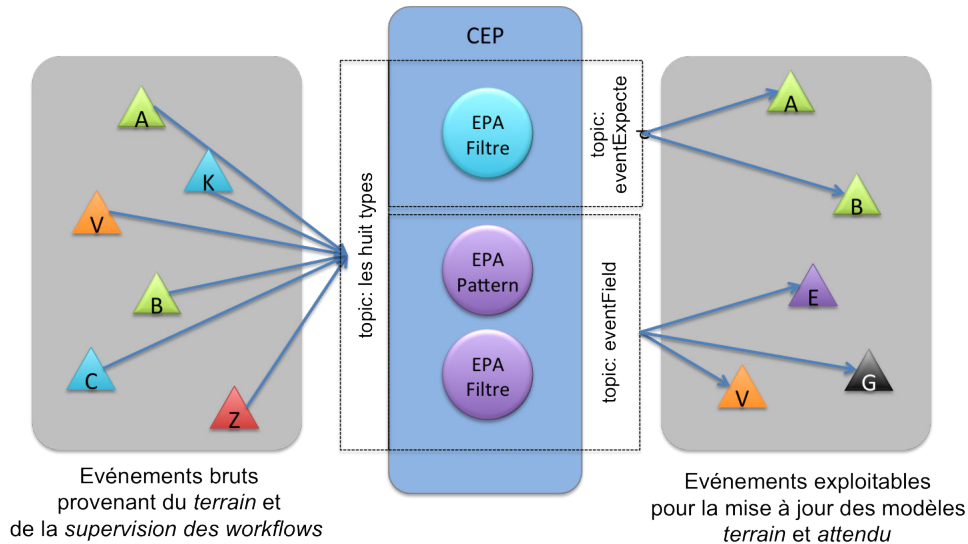 CEP
A
K
V
B
C
Z
topic: les huit types
EPA
Filtre
topic:
eventExpecte
d
EPA
Pattern
EPA
Filtre
topic: eventField
A
B
E
G
V
Evénements bruts
provenant du terrain et
de la supervision des workflows
Evénements exploitables
pour la mise à jour des modèles
terrain et attendu